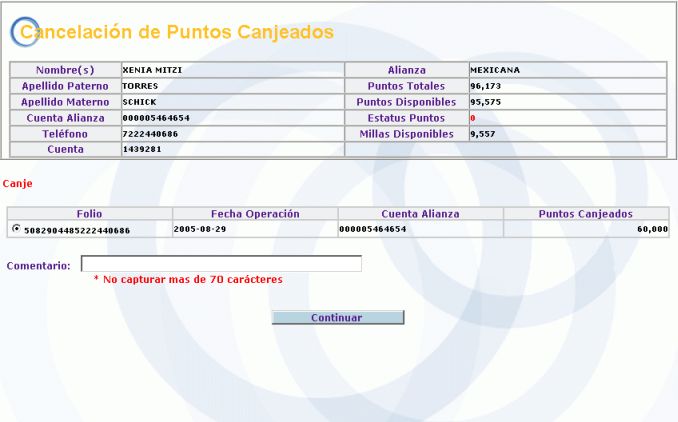 Cancelación de Puntos Canjeados
Nombre(s) XENIA MITZI Alianza MEXICANA
Apellido Paterno TORRES Puntos Totales 96,173
Apellido Materno SCHICK Puntos Disponibles 95,575
Cuenta Alianza 000005464654 Estatus Puntos 0
Teléfono 7222440686 Millas Disponibles 9,557
Cuenta 1439281
Canje
Folio Fecha Operación Cuenta Alianza Puntos Canjeados
5082904485222440686 2005-08-29 000005464654 60,000
Comentario:
* No capturar mas de 70 carácteres
Continuar